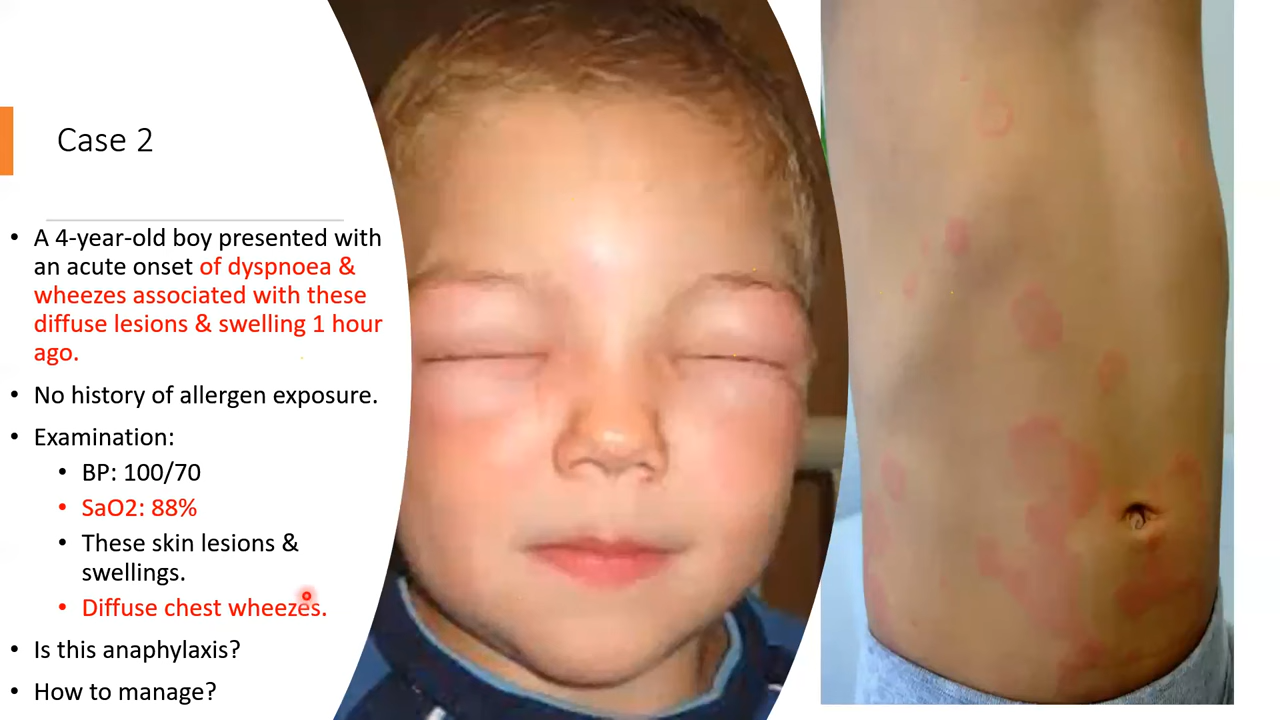 Case 2
• A 4-year-old boy presented with
an acute onset of dyspnoea &
wheezes associated with these
diffuse lesions & swelling 1 hour
ago.
• No history of allergen exposure.
• Examination:
• BP: 100/70
• SaO2: 88%
• These skin lesions &
swellings.
• Diffuse chest wheezes.
• Is this anaphylaxis?
• How to manage?